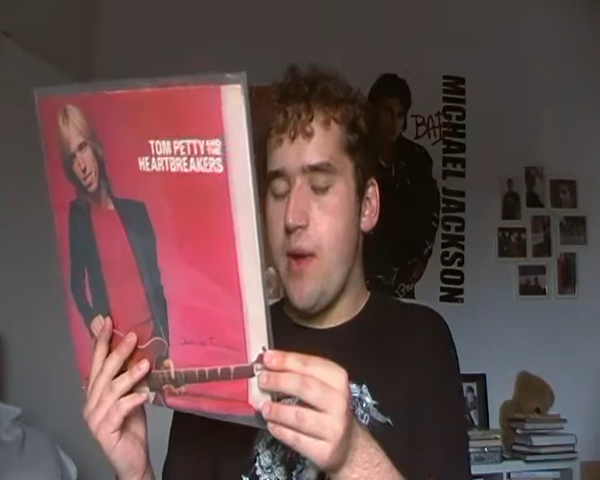 TOM PETTY AND THE
HEARTBREAKERS
BAD
MICHAEL JACKSON